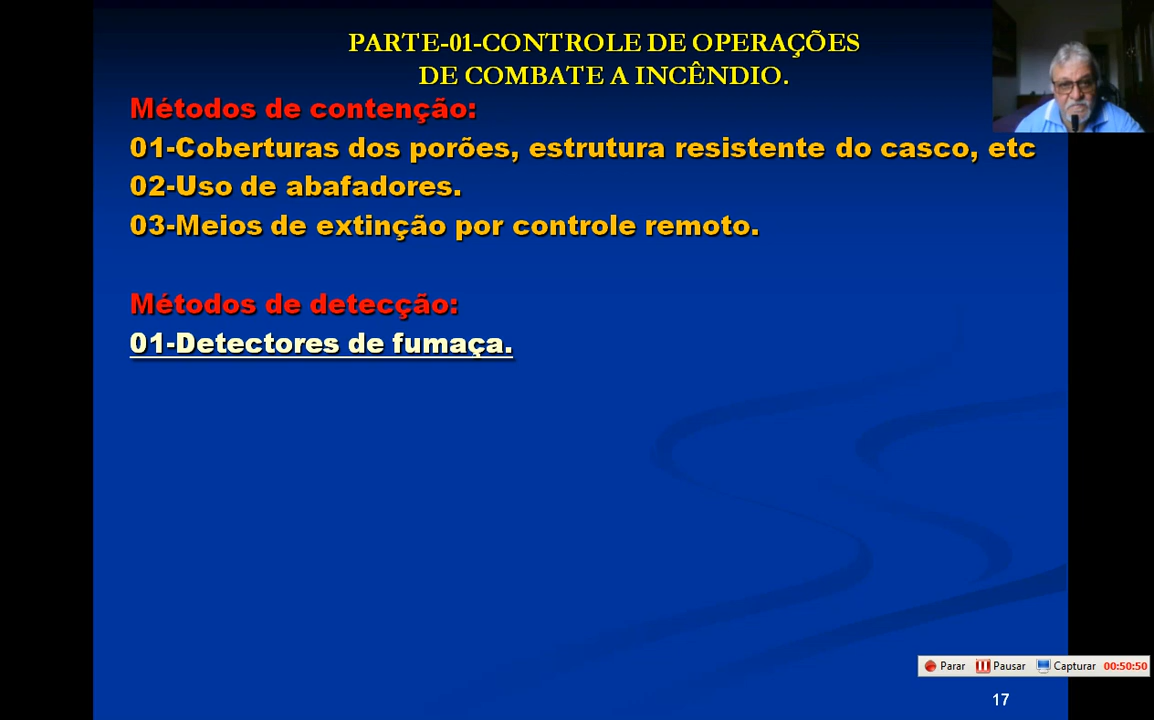 PARTE-01-CONTROLE DE OPERAÇÕES
DE COMBATE A INCÊNDIO.
Métodos de contenção:
01-Coberturas dos porões, estrutura resistente do casco, etc
02-Uso de abafadores.
03-Meios de extinção por controle remoto.
Métodos de detecção:
01-Detectores de fumaça.
Parar Pausar Capturar 00:50:50
17